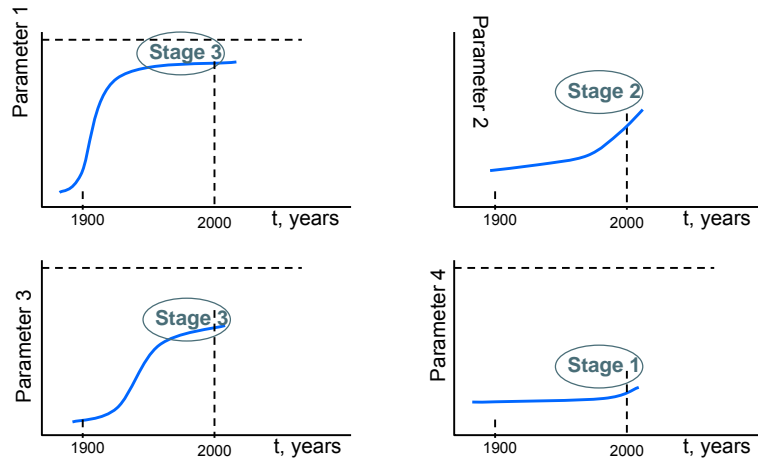 Parameter 1
Stage 3
1900
2000
t, years
Parameter 2
Stage 2
1900
2000
t, years
Parameter 3
Stage 3
1900
2000
t, years
Parameter 4
Stage 1
1900
2000
t, years